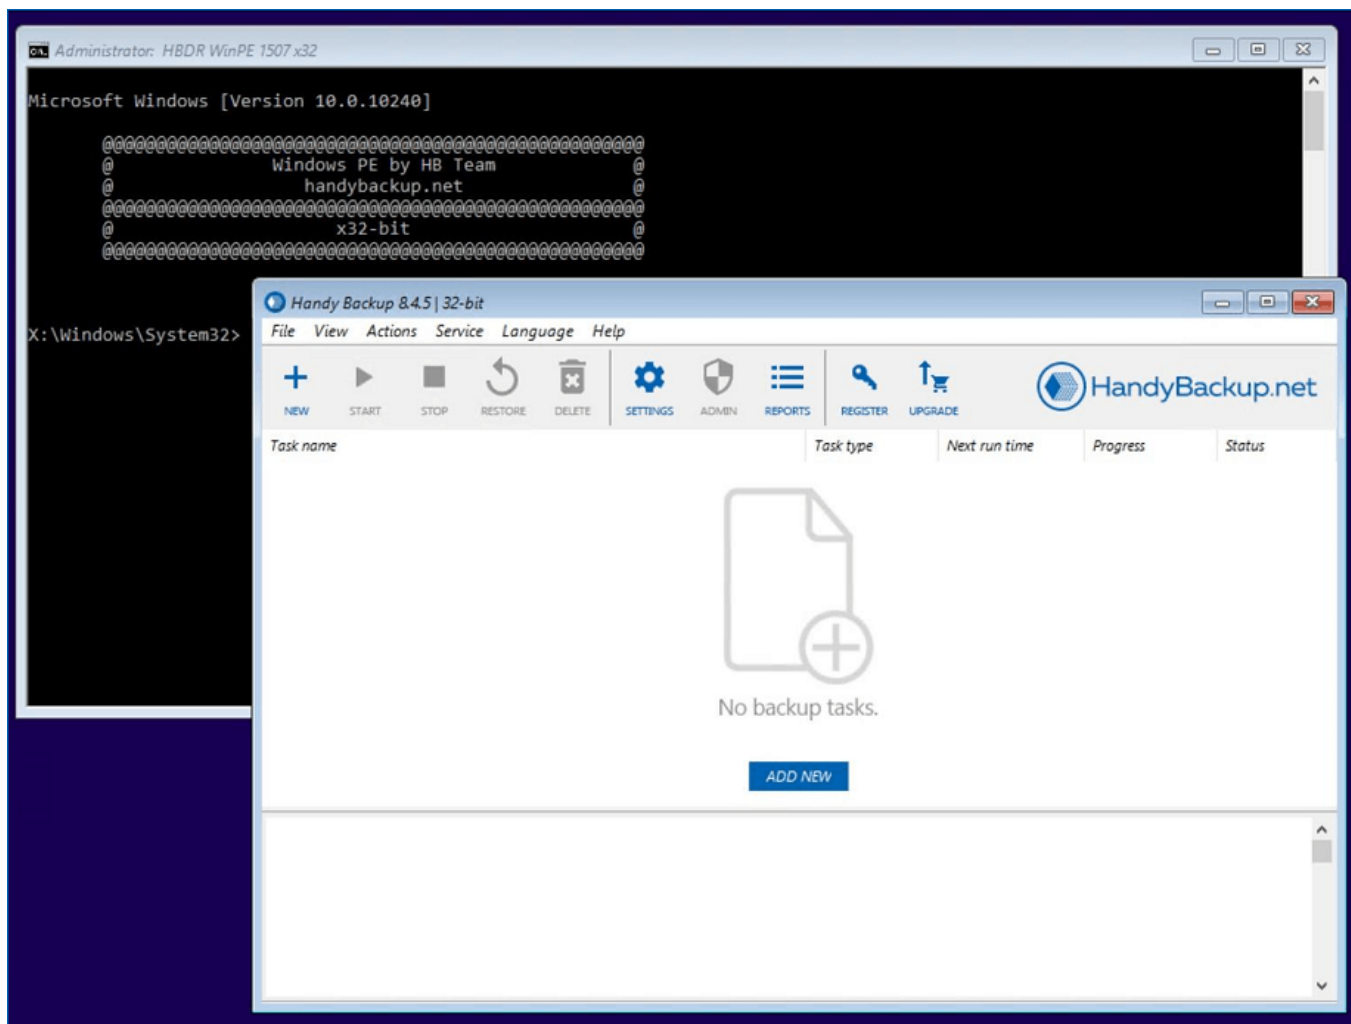 Administrator: HBDR WinPE 1507 x32
Microsoft Windows [Version 10.0.10240]
@@@@@@@@@@@@@@@@@@@@@@@@@@@@@@@@@@@@@@@@@@@@@@@@@@@
@ Windows PE by HB Team @
@ handybackup.net @
@@@@@@@@@@@@@@@@@@@@@@@@@@@@@@@@@@@@@@@@@@@@@@@@@@@
@ x32-bit @
@@@@@@@@@@@@@@@@@@@@@@@@@@@@@@@@@@@@@@@@@@@@@@@@@@@
X:\Windows\System32>
Handy Backup 8.4.5 | 32-bit
File View Actions Service Language Help
NEW START STOP RESTORE DELETE SETTINGS ADMIN REPORTS REGISTER UPGRADE HandyBackup.net
Task name Task type Next run time Progress Status
No backup tasks.
ADD NEW